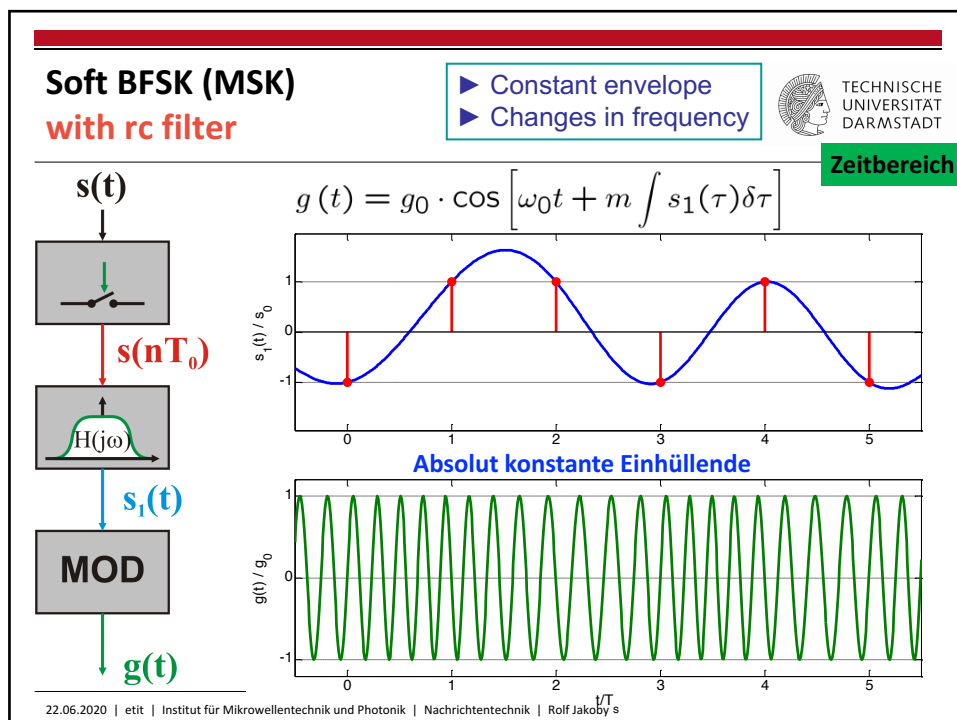 Soft BFSK (MSK)
with rc filter
► Constant envelope
► Changes in frequency
TECHNISCHE
UNIVERSITÄT
DARMSTADT
Zeitbereich
s(t)
s(nT₀)
H(jω)
s₁(t)
MOD
g(t)
g (t) = g₀ · cos [ω₀t + m ∫ s₁(τ)δτ]
s₁(t) / s₀
1
0
-1
0 1 2 3 4 5
Absolut konstante Einhüllende
g(t) / g₀
1
0
-1
0 1 2 3 4 5
t/T s
22.06.2020 | etit | Institut für Mikrowellentechnik und Photonik | Nachrichtentechnik | Rolf Jakoby